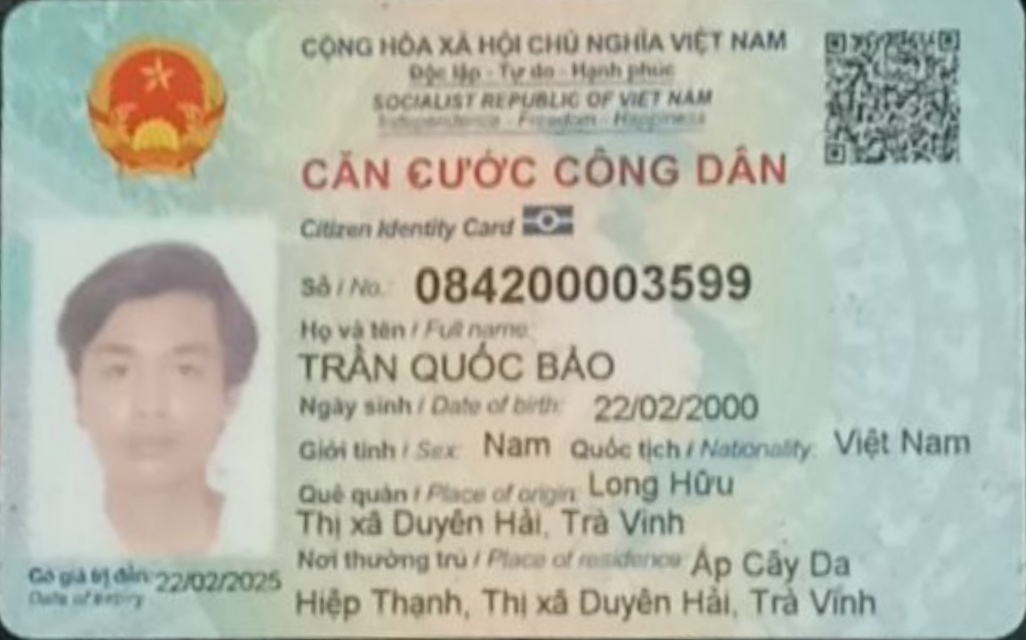 CỘNG HÒA XÃ HỘI CHỦ NGHĨA VIỆT NAM
Độc lập - Tự do - Hạnh phúc
SOCIALIST REPUBLIC OF VIET NAM
Independence - Freedom - Happiness
CĂN CƯỚC CÔNG DÂN
Citizen Identity Card
Số / No.: 084200003599
Họ và tên / Full name:
TRẦN QUỐC BẢO
Ngày sinh / Date of birth: 22/02/2000
Giới tính / Sex: Nam Quốc tịch / Nationality: Việt Nam
Quê quán / Place of origin: Long Hữu
Thị xã Duyên Hải, Trà Vinh
Nơi thường trú / Place of residence: Ấp Cây Da
Hiệp Thạnh, Thị xã Duyên Hải, Trà Vinh
Có giá trị đến: 22/02/2025
Date of expiry